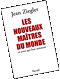 Jean Ziegler
LES
NOUVEAUX
MAÎTRES
DU MONDE